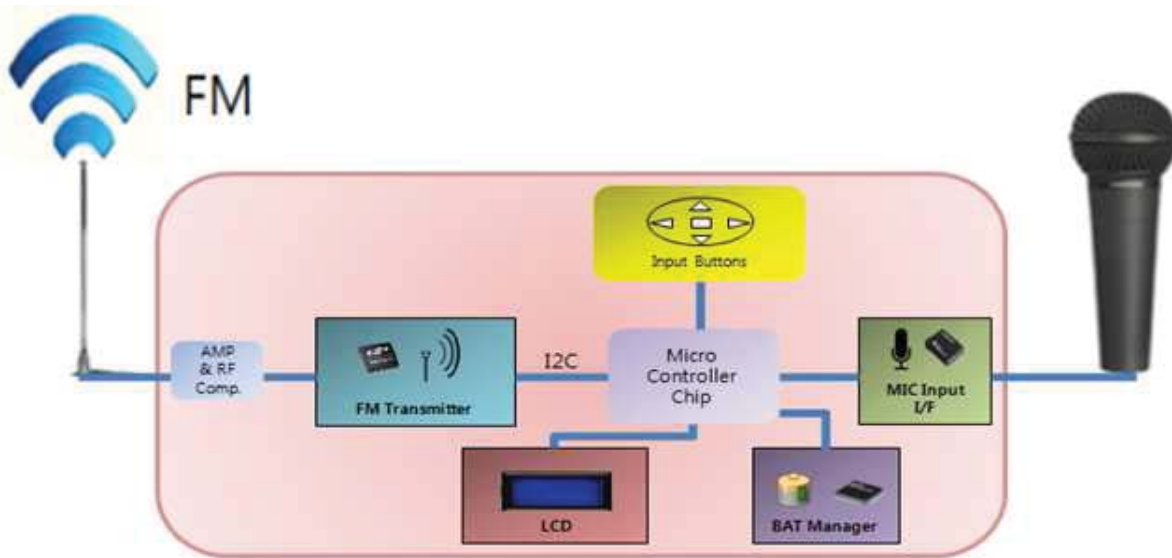 FM
Input Buttons
AMP
& RF
Comp.
FM Transmitter
I2C
Micro
Controller
Chip
MIC Input
I/F
LCD
BAT Manager